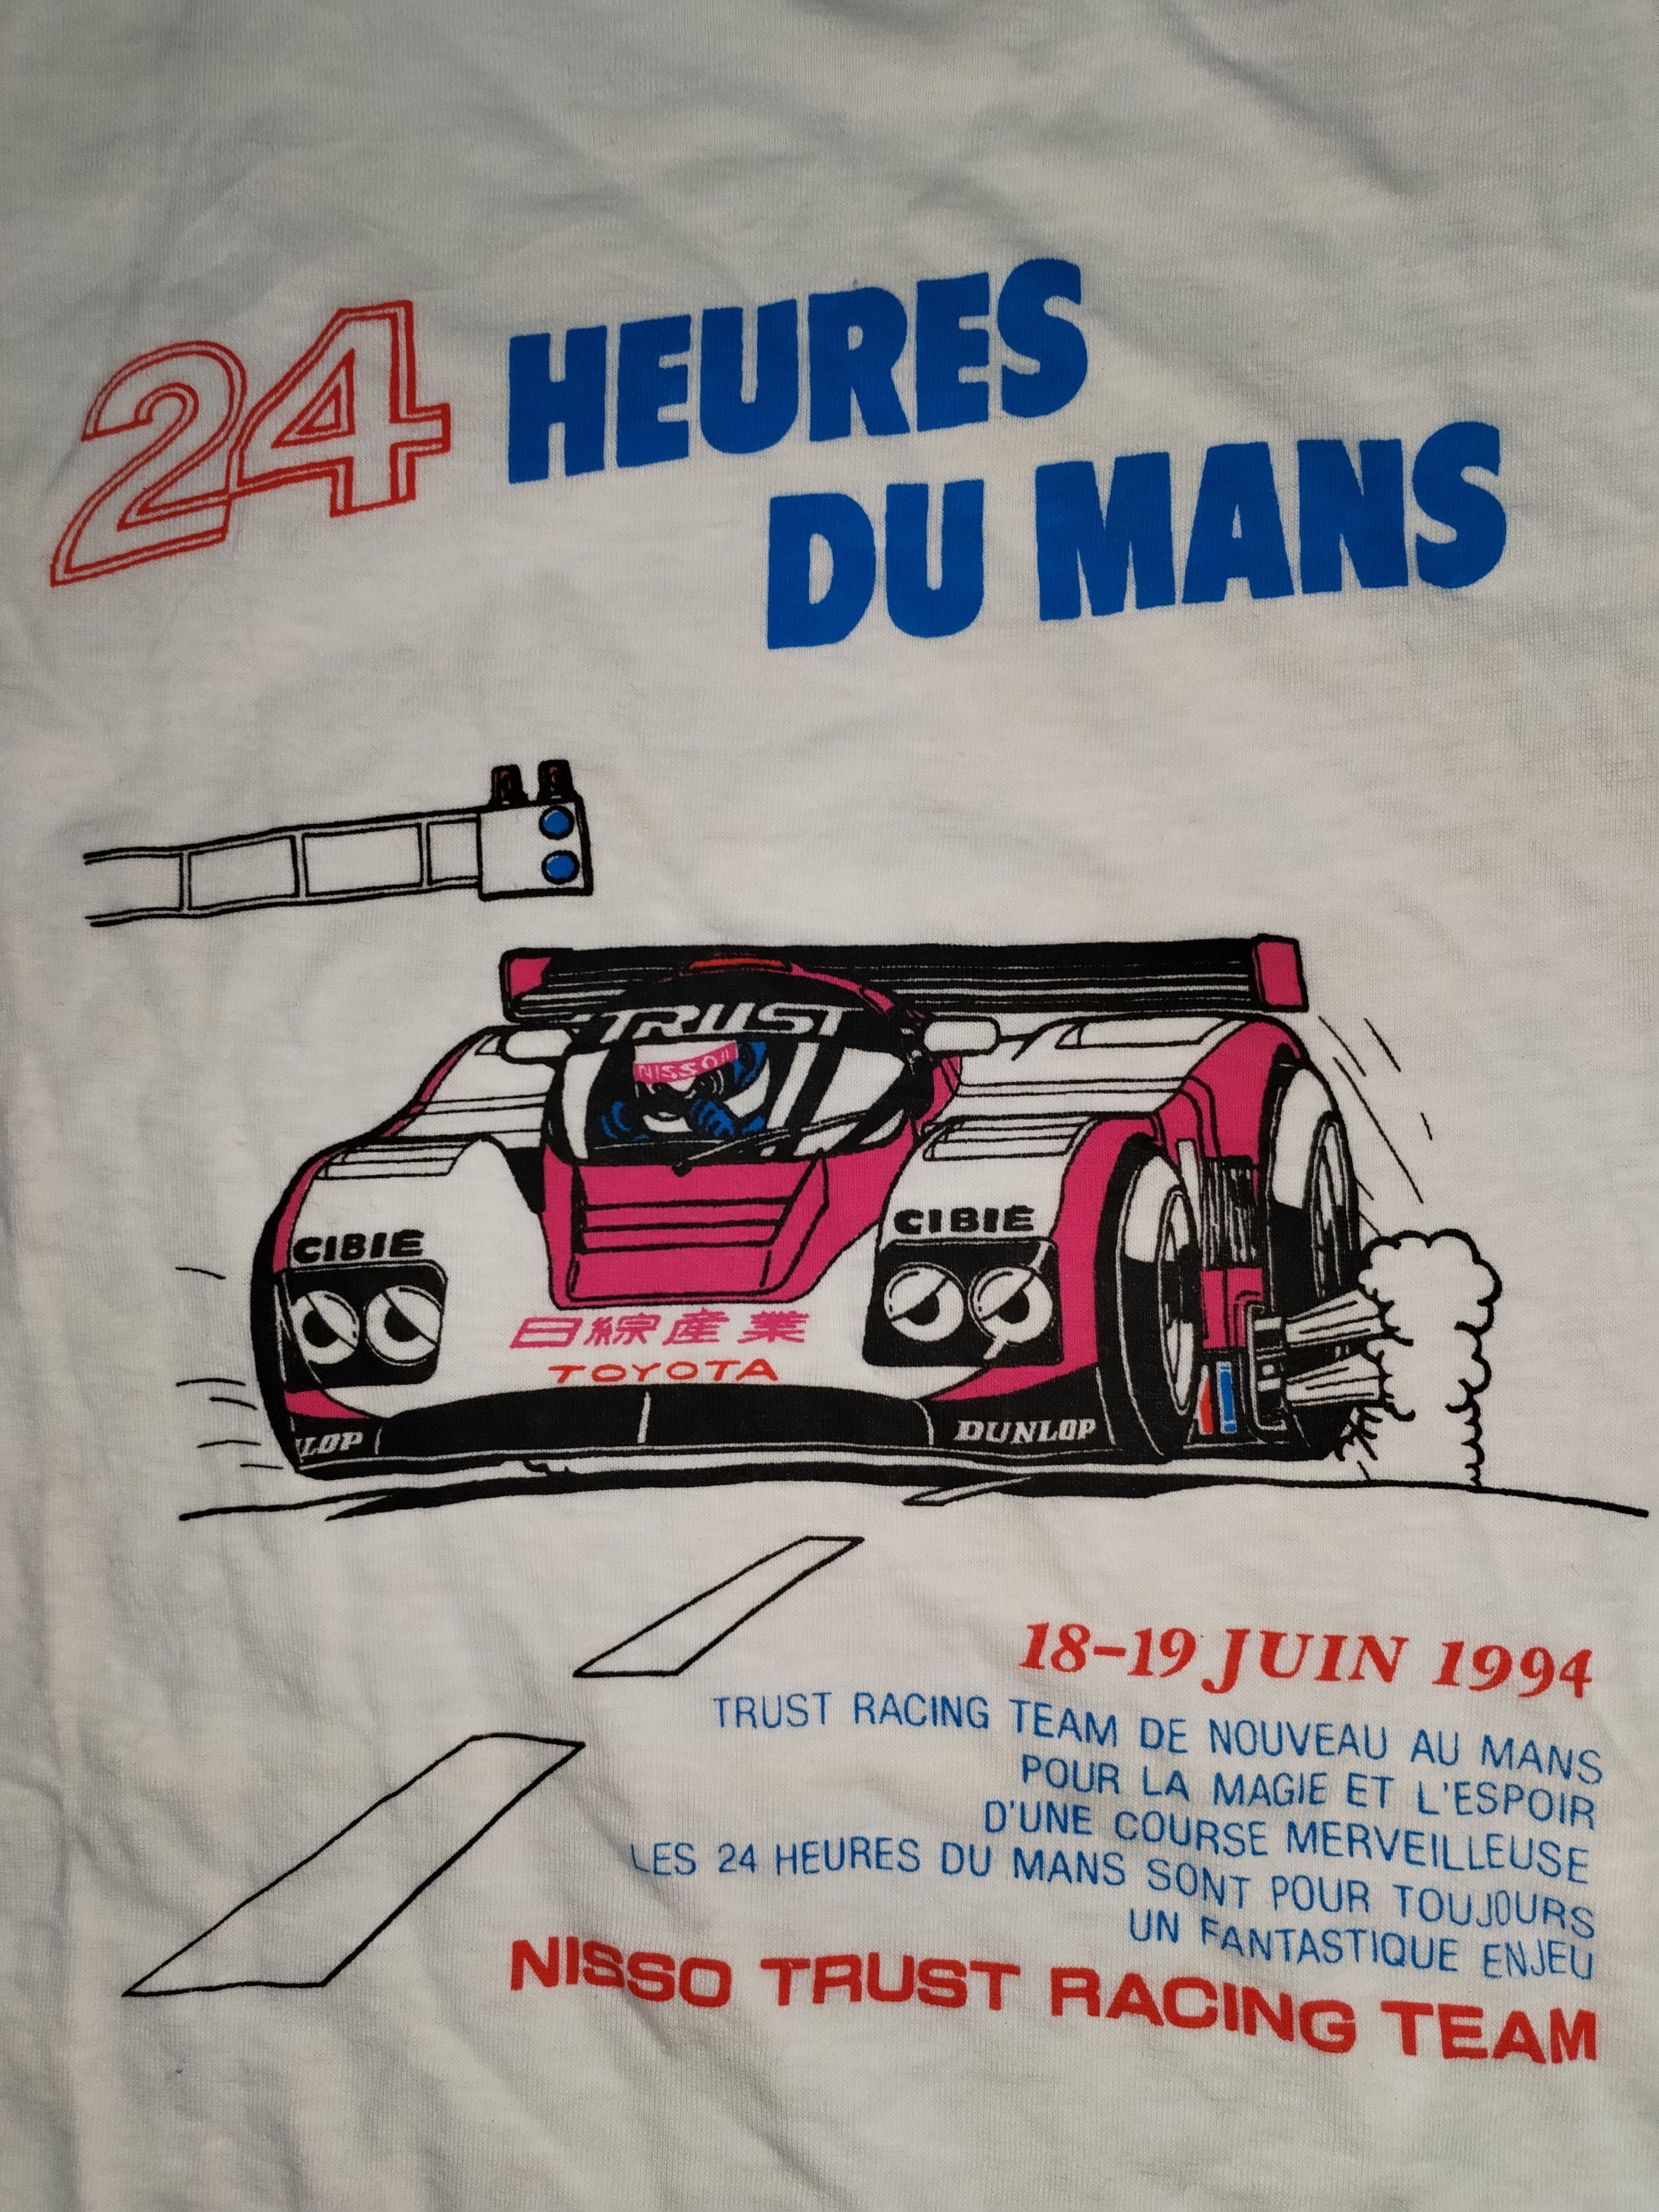 24 HEURES
DU MANS
TRUST
NISSO
CIBIE
CIBIE
日綜産業
TOYOTA
LOP
DUNLOP
18-19 JUIN 1994
TRUST RACING TEAM DE NOUVEAU AU MANS
POUR LA MAGIE ET L'ESPOIR
D'UNE COURSE MERVEILLEUSE
LES 24 HEURES DU MANS SONT POUR TOUJOURS
UN FANTASTIQUE ENJEU
NISSO TRUST RACING TEAM